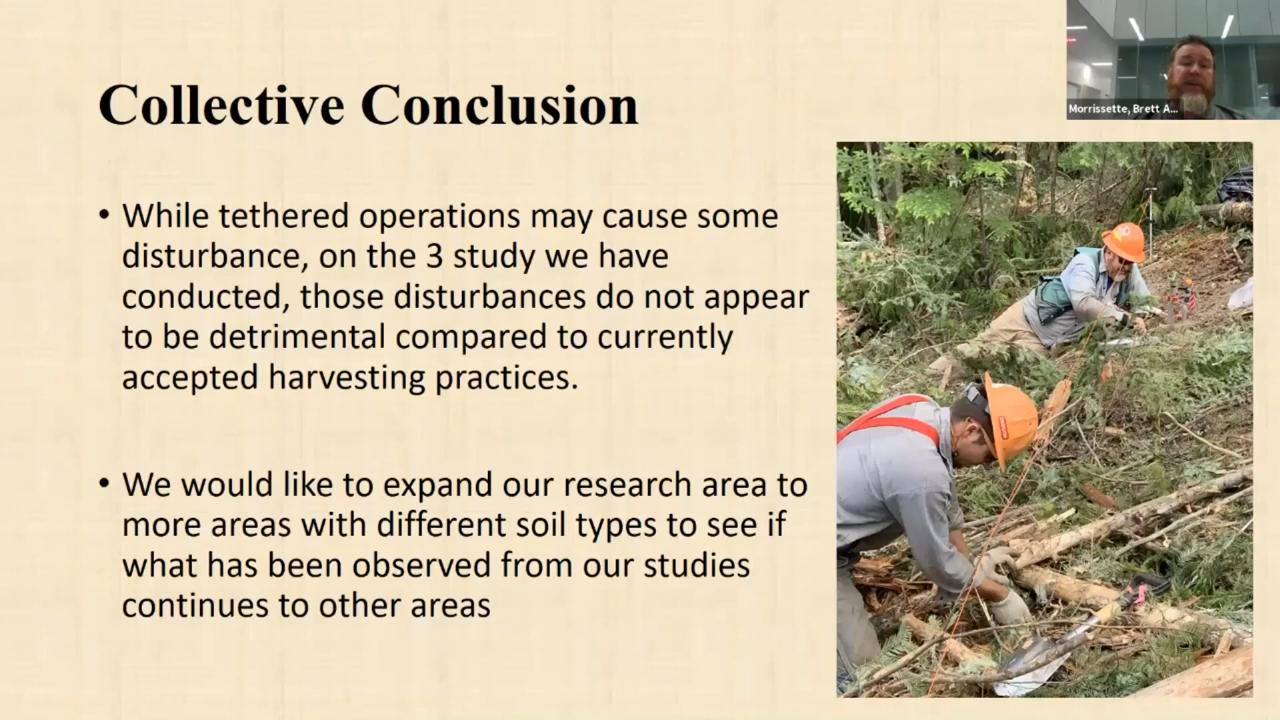 Collective Conclusion
Morrissette, Brett A...
• While tethered operations may cause some
disturbance, on the 3 study we have
conducted, those disturbances do not appear
to be detrimental compared to currently
accepted harvesting practices.
• We would like to expand our research area to
more areas with different soil types to see if
what has been observed from our studies
continues to other areas